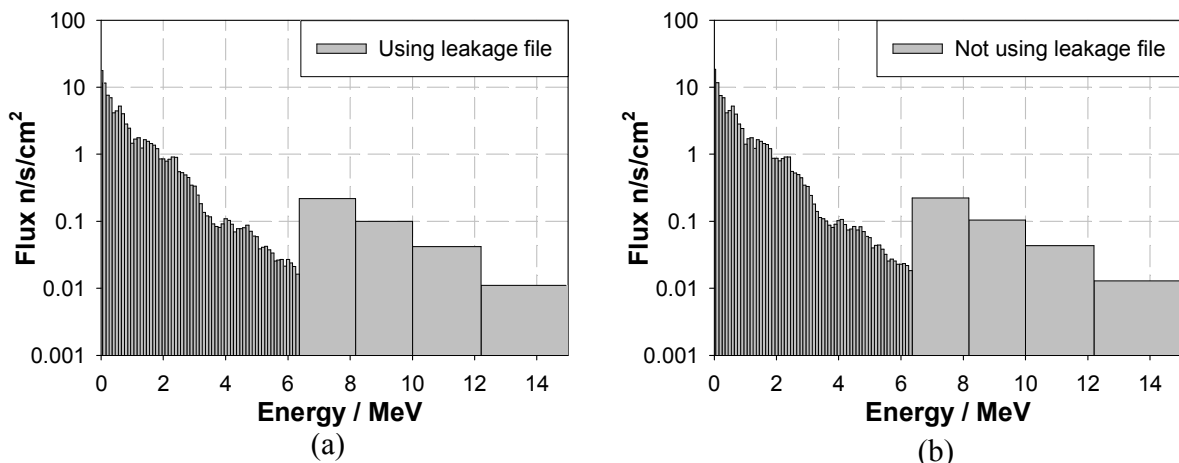 100
10
1
0.1
0.01
0.001
Flux n/s/cm²
Using leakage file
0 2 4 6 8 10 12 14
Energy / MeV
(a)
100
10
1
0.1
0.01
0.001
Flux n/s/cm²
Not using leakage file
0 2 4 6 8 10 12 14
Energy / MeV
(b)